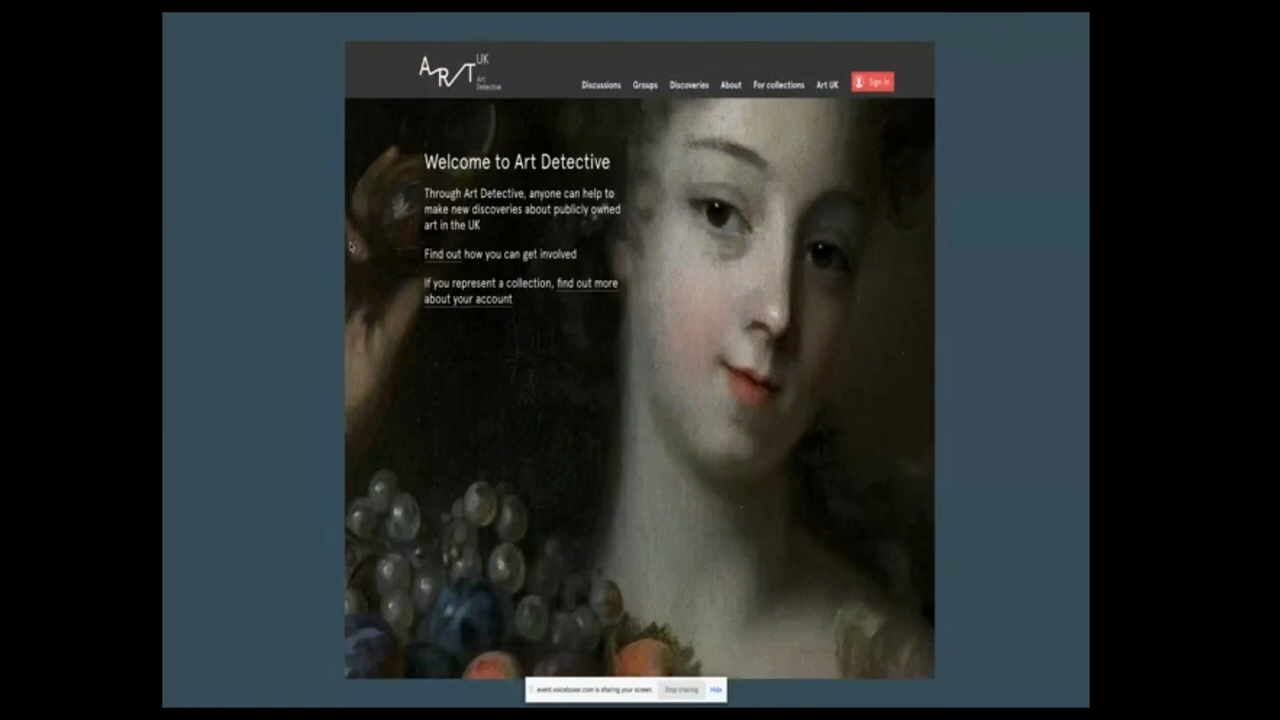 ART UK
Art
Detective
Discussions Groups Discoveries About For collections Art UK Sign in
Welcome to Art Detective
Through Art Detective, anyone can help to
make new discoveries about publicly owned
art in the UK
Find out how you can get involved
If you represent a collection, find out more
about your account
event.voiceboxer.com is sharing your screen. Stop sharing Hide